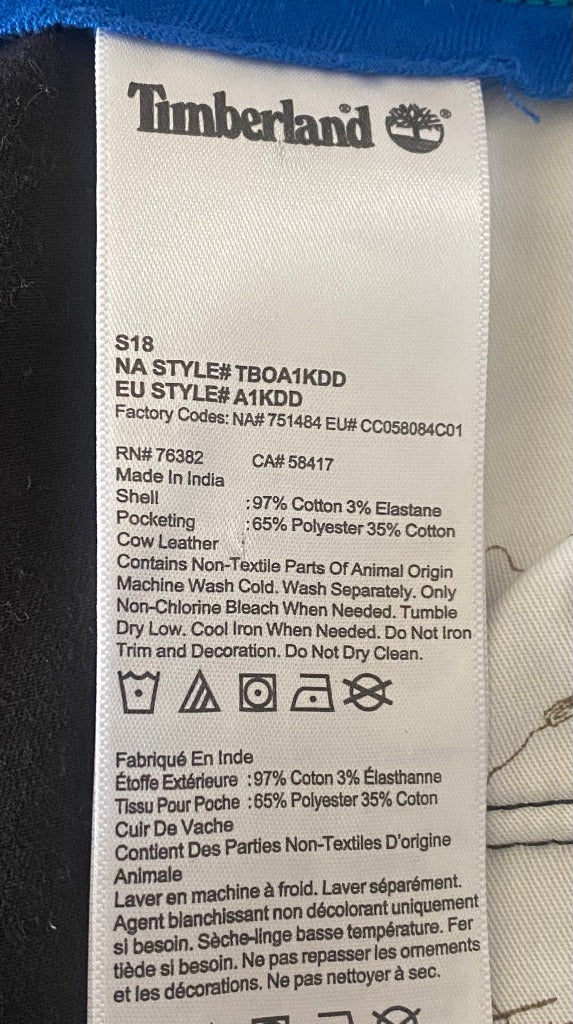 Timberland
S18
NA STYLE# TBOA1KDD
EU STYLE# A1KDD
Factory Codes: NA# 751484 EU# CC058084C01
RN# 76382 CA# 58417
Made In India
Shell :97% Cotton 3% Elastane
Pocketing :65% Polyester 35% Cotton
Cow Leather
Contains Non-Textile Parts Of Animal Origin
Machine Wash Cold. Wash Separately. Only
Non-Chlorine Bleach When Needed. Tumble
Dry Low. Cool Iron When Needed. Do Not Iron
Trim and Decoration. Do Not Dry Clean.
Fabriqué En Inde
Étoffe Extérieure :97% Coton 3% Élasthanne
Tissu Pour Poche :65% Polyester 35% Coton
Cuir De Vache
Contient Des Parties Non-Textiles D'origine
Animale
Laver en machine à froid. Laver séparément.
Agent blanchissant non décolorant uniquement
si besoin. Sèche-linge basse température. Fer
tiède si besoin. Ne pas repasser les ornements
et les décorations. Ne pas nettoyer à sec.